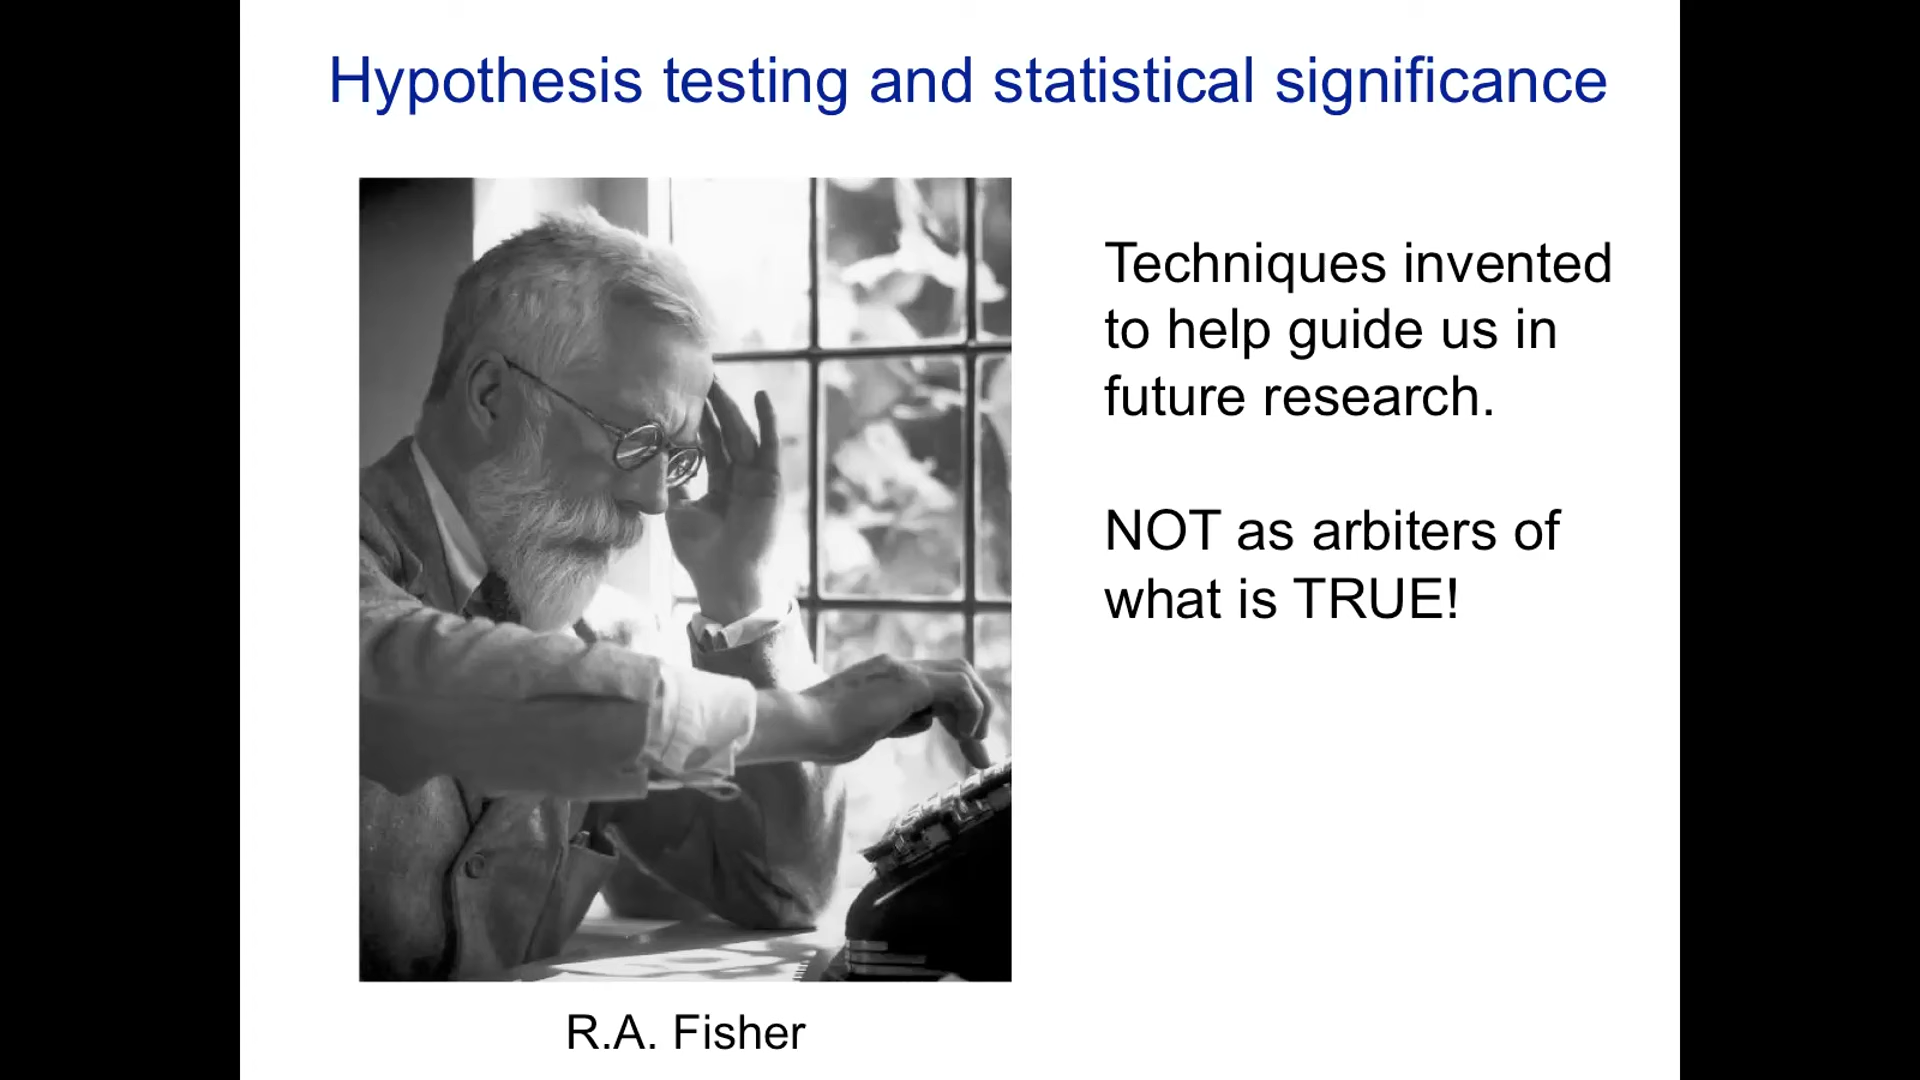 Hypothesis testing and statistical significance
Techniques invented
to help guide us in
future research.
NOT as arbiters of
what is TRUE!
R.A. Fisher